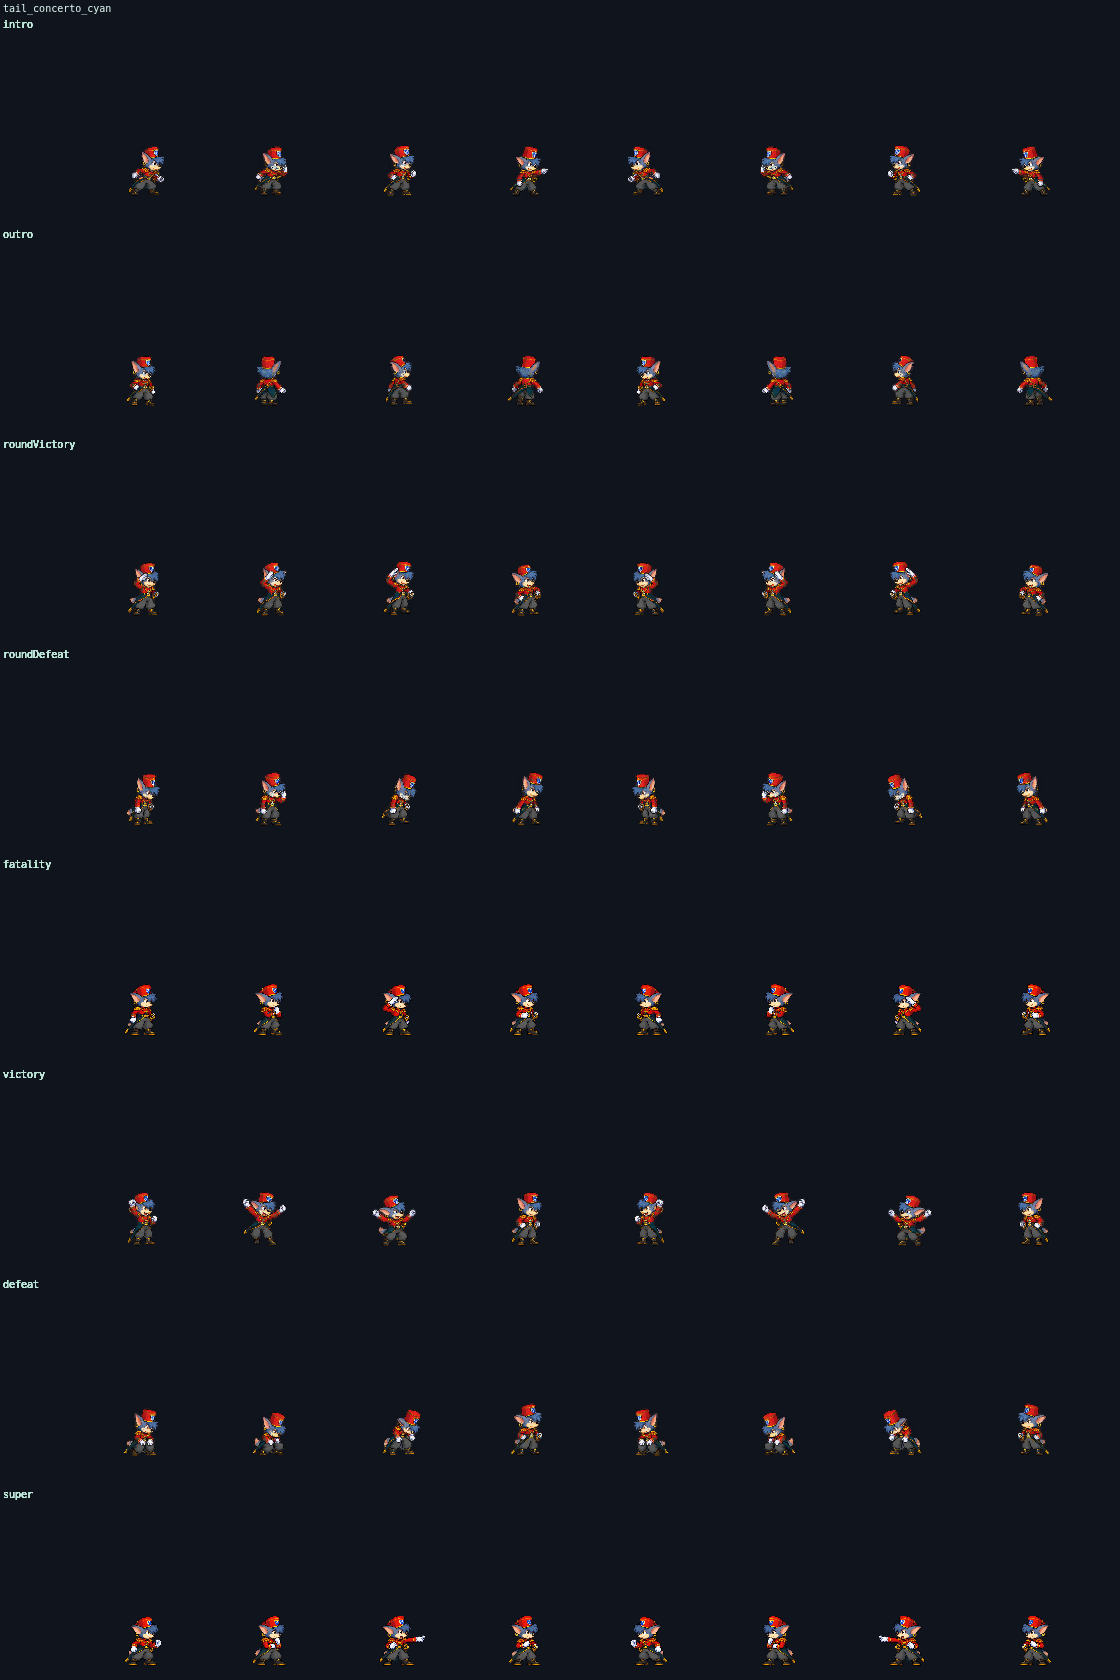 tail_concerto_cyan
intro
outro
roundVictory
roundDefeat
fatality
victory
defeat
super